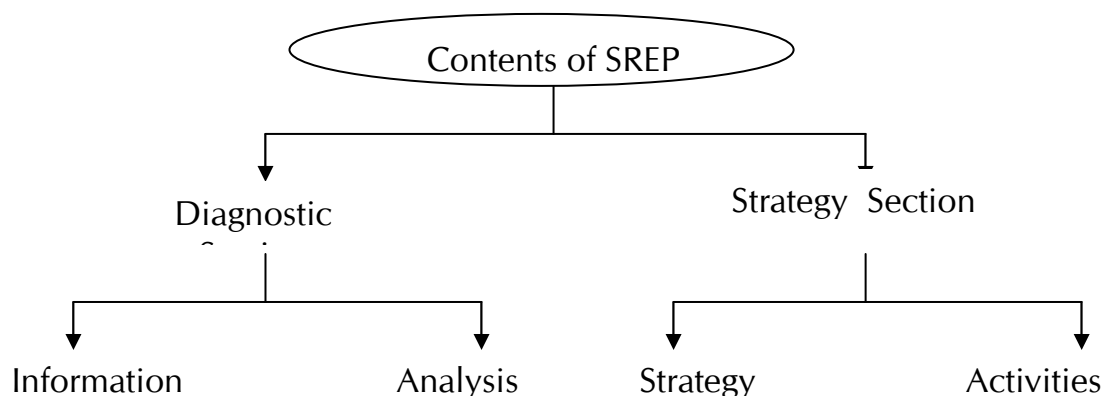 Contents of SREP
Diagnostic
Strategy Section
Information
Analysis
Strategy
Activities